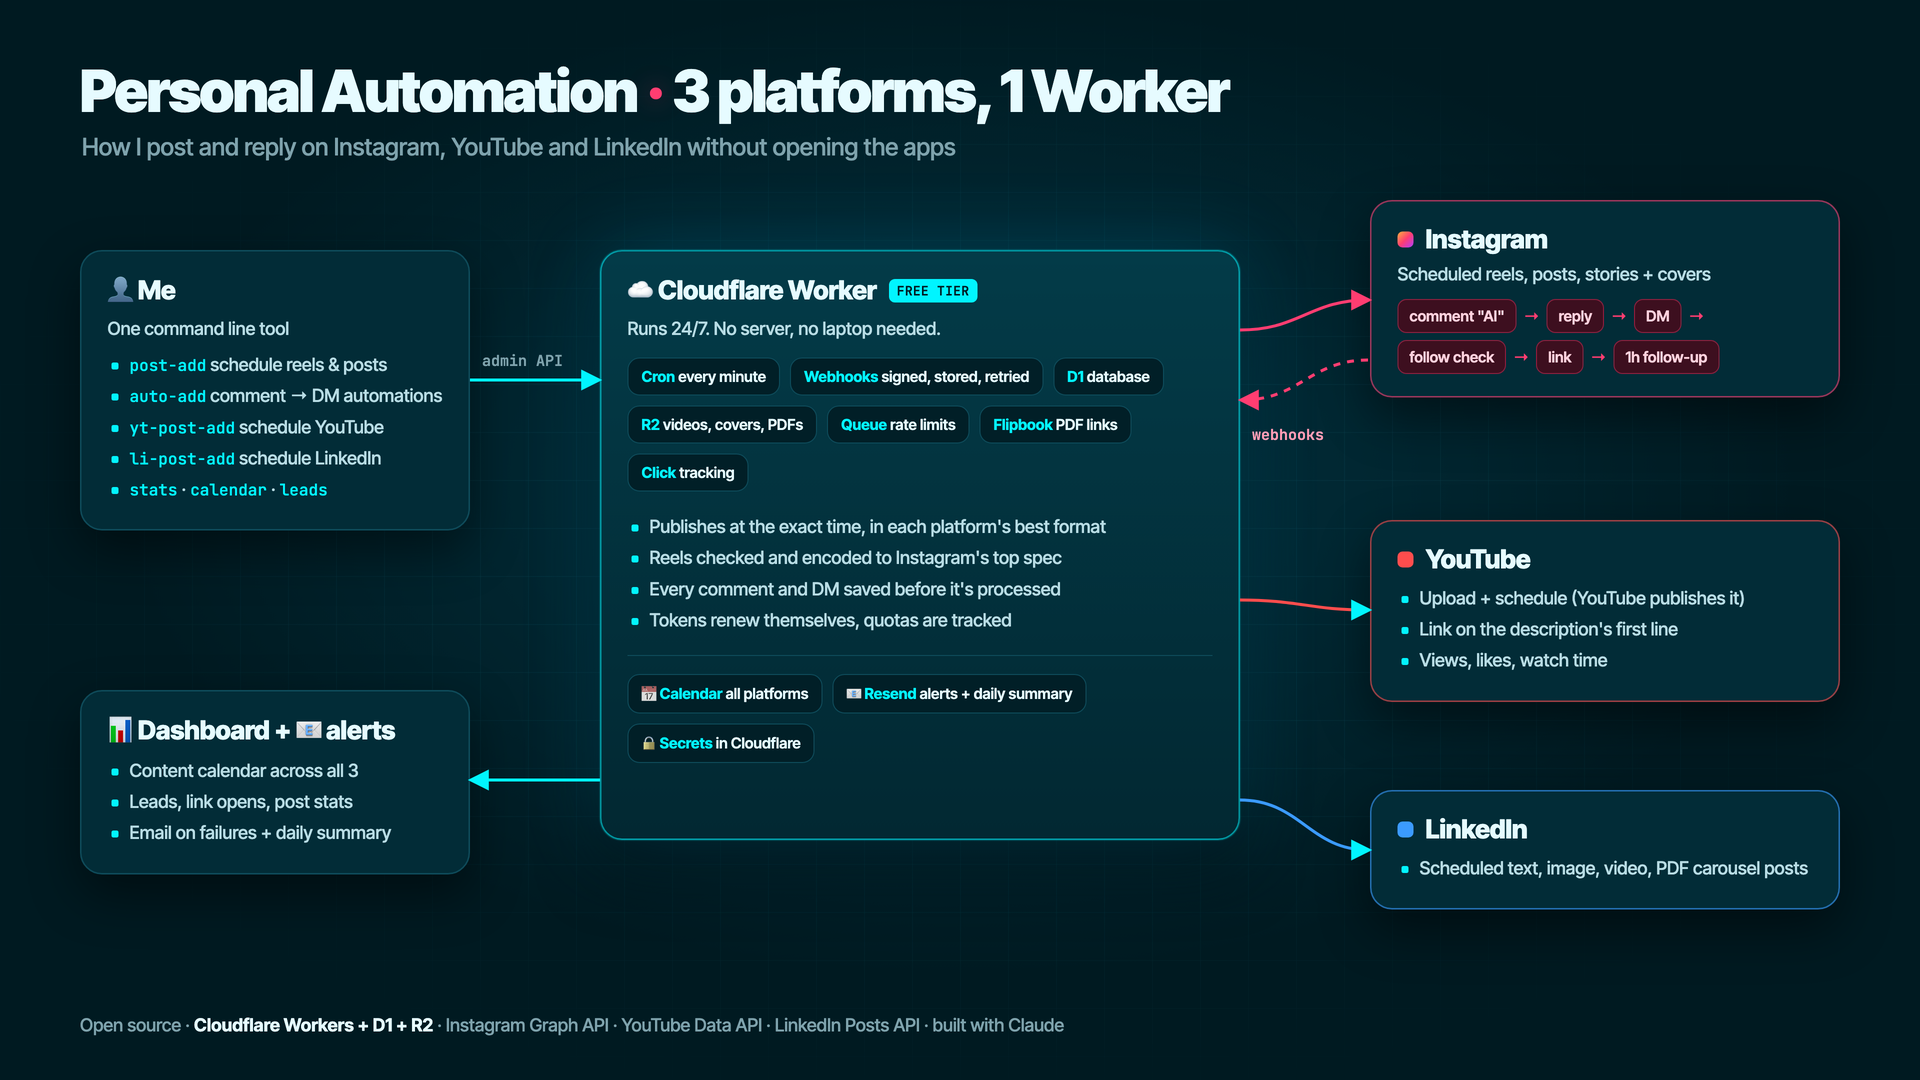 Personal Automation · 3 platforms, 1 Worker
How I post and reply on Instagram, YouTube and LinkedIn without opening the apps
Me
One command line tool
post-add schedule reels & posts
auto-add comment → DM automations
yt-post-add schedule YouTube
li-post-add schedule LinkedIn
stats · calendar · leads
admin API
Cloudflare Worker FREE TIER
Runs 24/7. No server, no laptop needed.
Cron every minute
Webhooks signed, stored, retried
D1 database
R2 videos, covers, PDFs
Queue rate limits
Flipbook PDF links
Click tracking
Publishes at the exact time, in each platform's best format
Reels checked and encoded to Instagram's top spec
Every comment and DM saved before it's processed
Tokens renew themselves, quotas are tracked
Calendar all platforms
Resend alerts + daily summary
Secrets in Cloudflare
Dashboard + alerts
Content calendar across all 3
Leads, link opens, post stats
Email on failures + daily summary
webhooks
Instagram
Scheduled reels, posts, stories + covers
comment "AI" → reply → DM →
follow check → link → 1h follow-up
YouTube
Upload + schedule (YouTube publishes it)
Link on the description's first line
Views, likes, watch time
LinkedIn
Scheduled text, image, video, PDF carousel posts
Open source · Cloudflare Workers + D1 + R2 · Instagram Graph API · YouTube Data API · LinkedIn Posts API · built with Claude